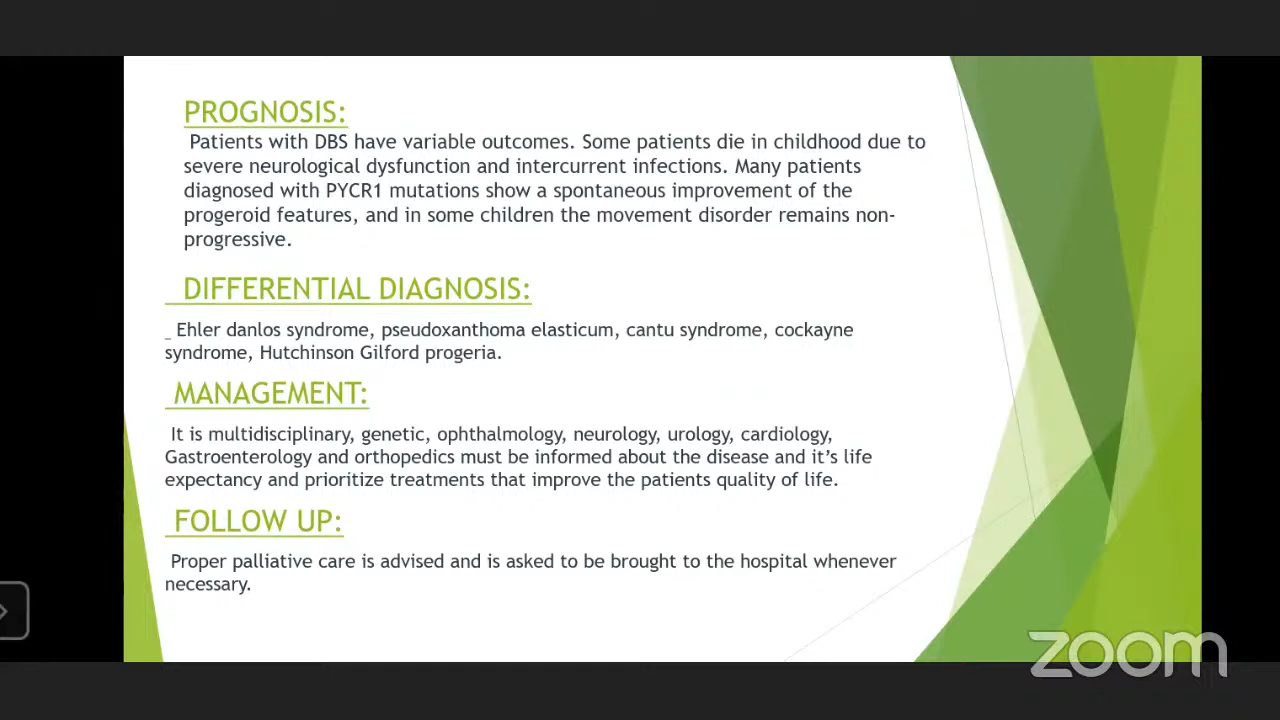 PROGNOSIS:
Patients with DBS have variable outcomes. Some patients die in childhood due to
severe neurological dysfunction and intercurrent infections. Many patients
diagnosed with PYCR1 mutations show a spontaneous improvement of the
progeroid features, and in some children the movement disorder remains non-
progressive.
DIFFERENTIAL DIAGNOSIS:
_ Ehler danlos syndrome, pseudoxanthoma elasticum, cantu syndrome, cockayne
syndrome, Hutchinson Gilford progeria.
MANAGEMENT:
It is multidisciplinary, genetic, ophthalmology, neurology, urology, cardiology,
Gastroenterology and orthopedics must be informed about the disease and it’s life
expectancy and prioritize treatments that improve the patients quality of life.
FOLLOW UP:
Proper palliative care is advised and is asked to be brought to the hospital whenever
necessary.
zoom